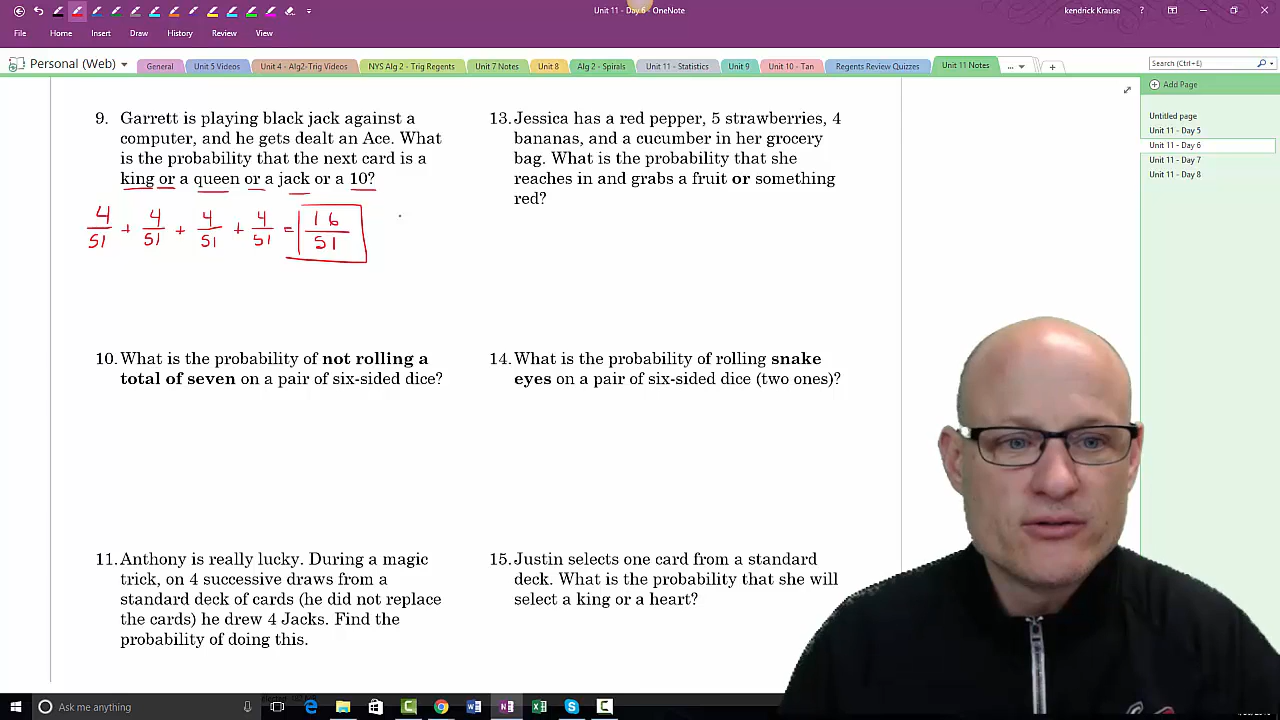 Unit 11 - Day 6 - OneNote
kendrick Krause
File Home Insert Draw History Review View
Personal (Web)
General
Unit 5 Videos
Unit 4 - Alg2-Trig Videos
NYS Alg 2 - Trig Regents
Unit 7 Notes
Unit 8
Alg 2 - Spirals
Unit 11 - Statistics
Unit 9
Unit 10 - Tan
Regents Review Quizzes
Unit 11 Notes
...
Search (Ctrl+E)
Add Page
Untitled page
Unit 11 - Day 5
Unit 11 - Day 6
Unit 11 - Day 7
Unit 11 - Day 8
9. Garrett is playing black jack against a
computer, and he gets dealt an Ace. What
is the probability that the next card is a
king or a queen or a jack or a 10?
4/51 + 4/51 + 4/51 + 4/51 = 16/51
10. What is the probability of not rolling a
total of seven on a pair of six-sided dice?
11. Anthony is really lucky. During a magic
trick, on 4 successive draws from a
standard deck of cards (he did not replace
the cards) he drew 4 Jacks. Find the
probability of doing this.
13. Jessica has a red pepper, 5 strawberries, 4
bananas, and a cucumber in her grocery
bag. What is the probability that she
reaches in and grabs a fruit or something
red?
14. What is the probability of rolling snake
eyes on a pair of six-sided dice (two ones)?
15. Justin selects one card from a standard
deck. What is the probability that she will
select a king or a heart?
Ask me anything